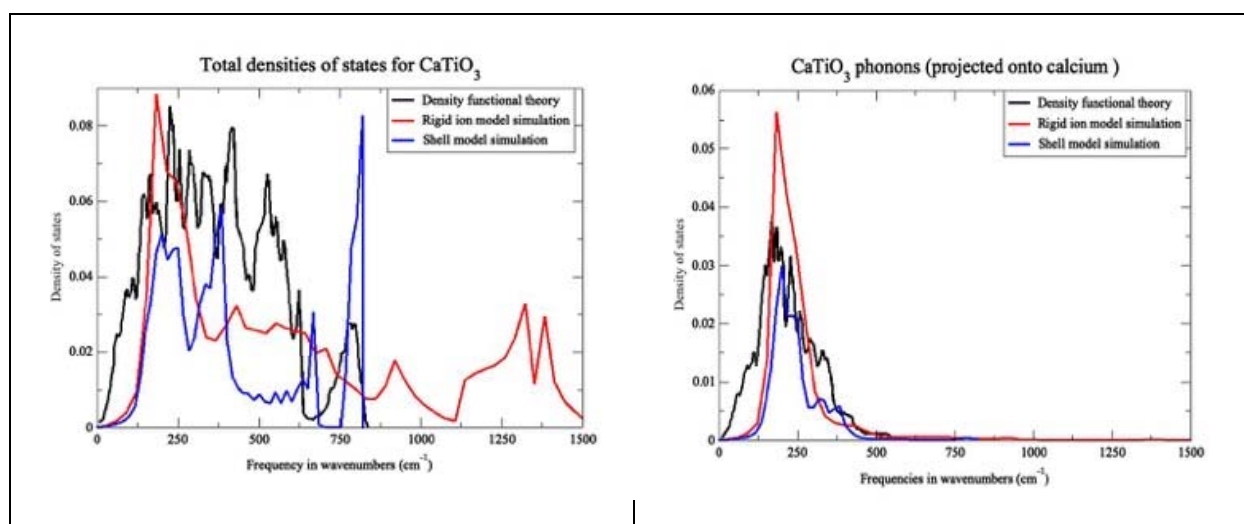 Total densities of states for CaTiO₃
Density functional theory
Rigid ion model simulation
Shell model simulation
Density of states
0.08
0.06
0.04
0.02
0
0 250 500 750 1000 1250 1500
Frequency in wavenumbers (cm⁻¹)
CaTiO₃ phonons (projected onto calcium )
Density functional theory
Rigid ion model simulation
Shell model simulation
Density of states
0.06
0.05
0.04
0.03
0.02
0.01
0
0 250 500 750 1000 1250 1500
Frequencies in wavenumbers (cm⁻¹)